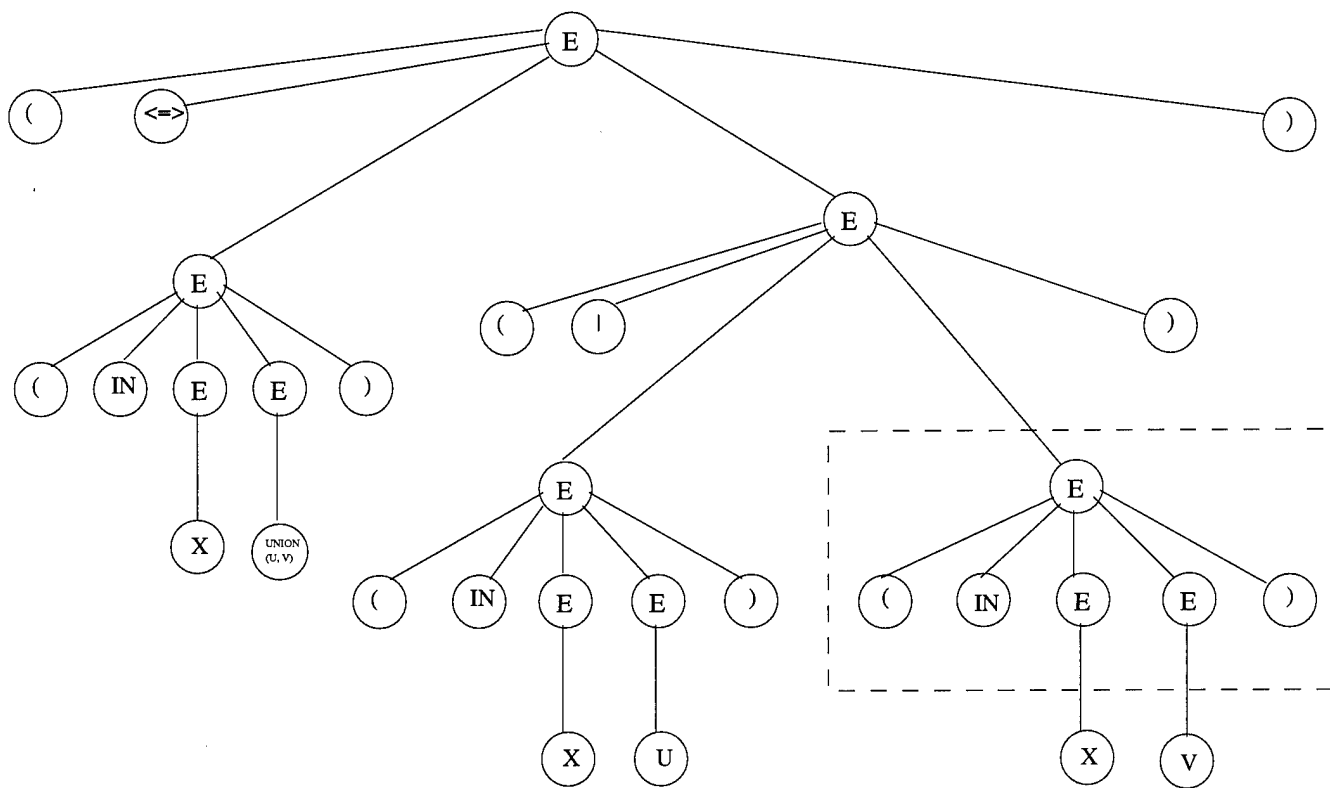 E
( <=> )
E
E
( | )
( IN E E )
X UNION
(U, V)
E
E
( IN E E )
( IN E E )
X U
X V